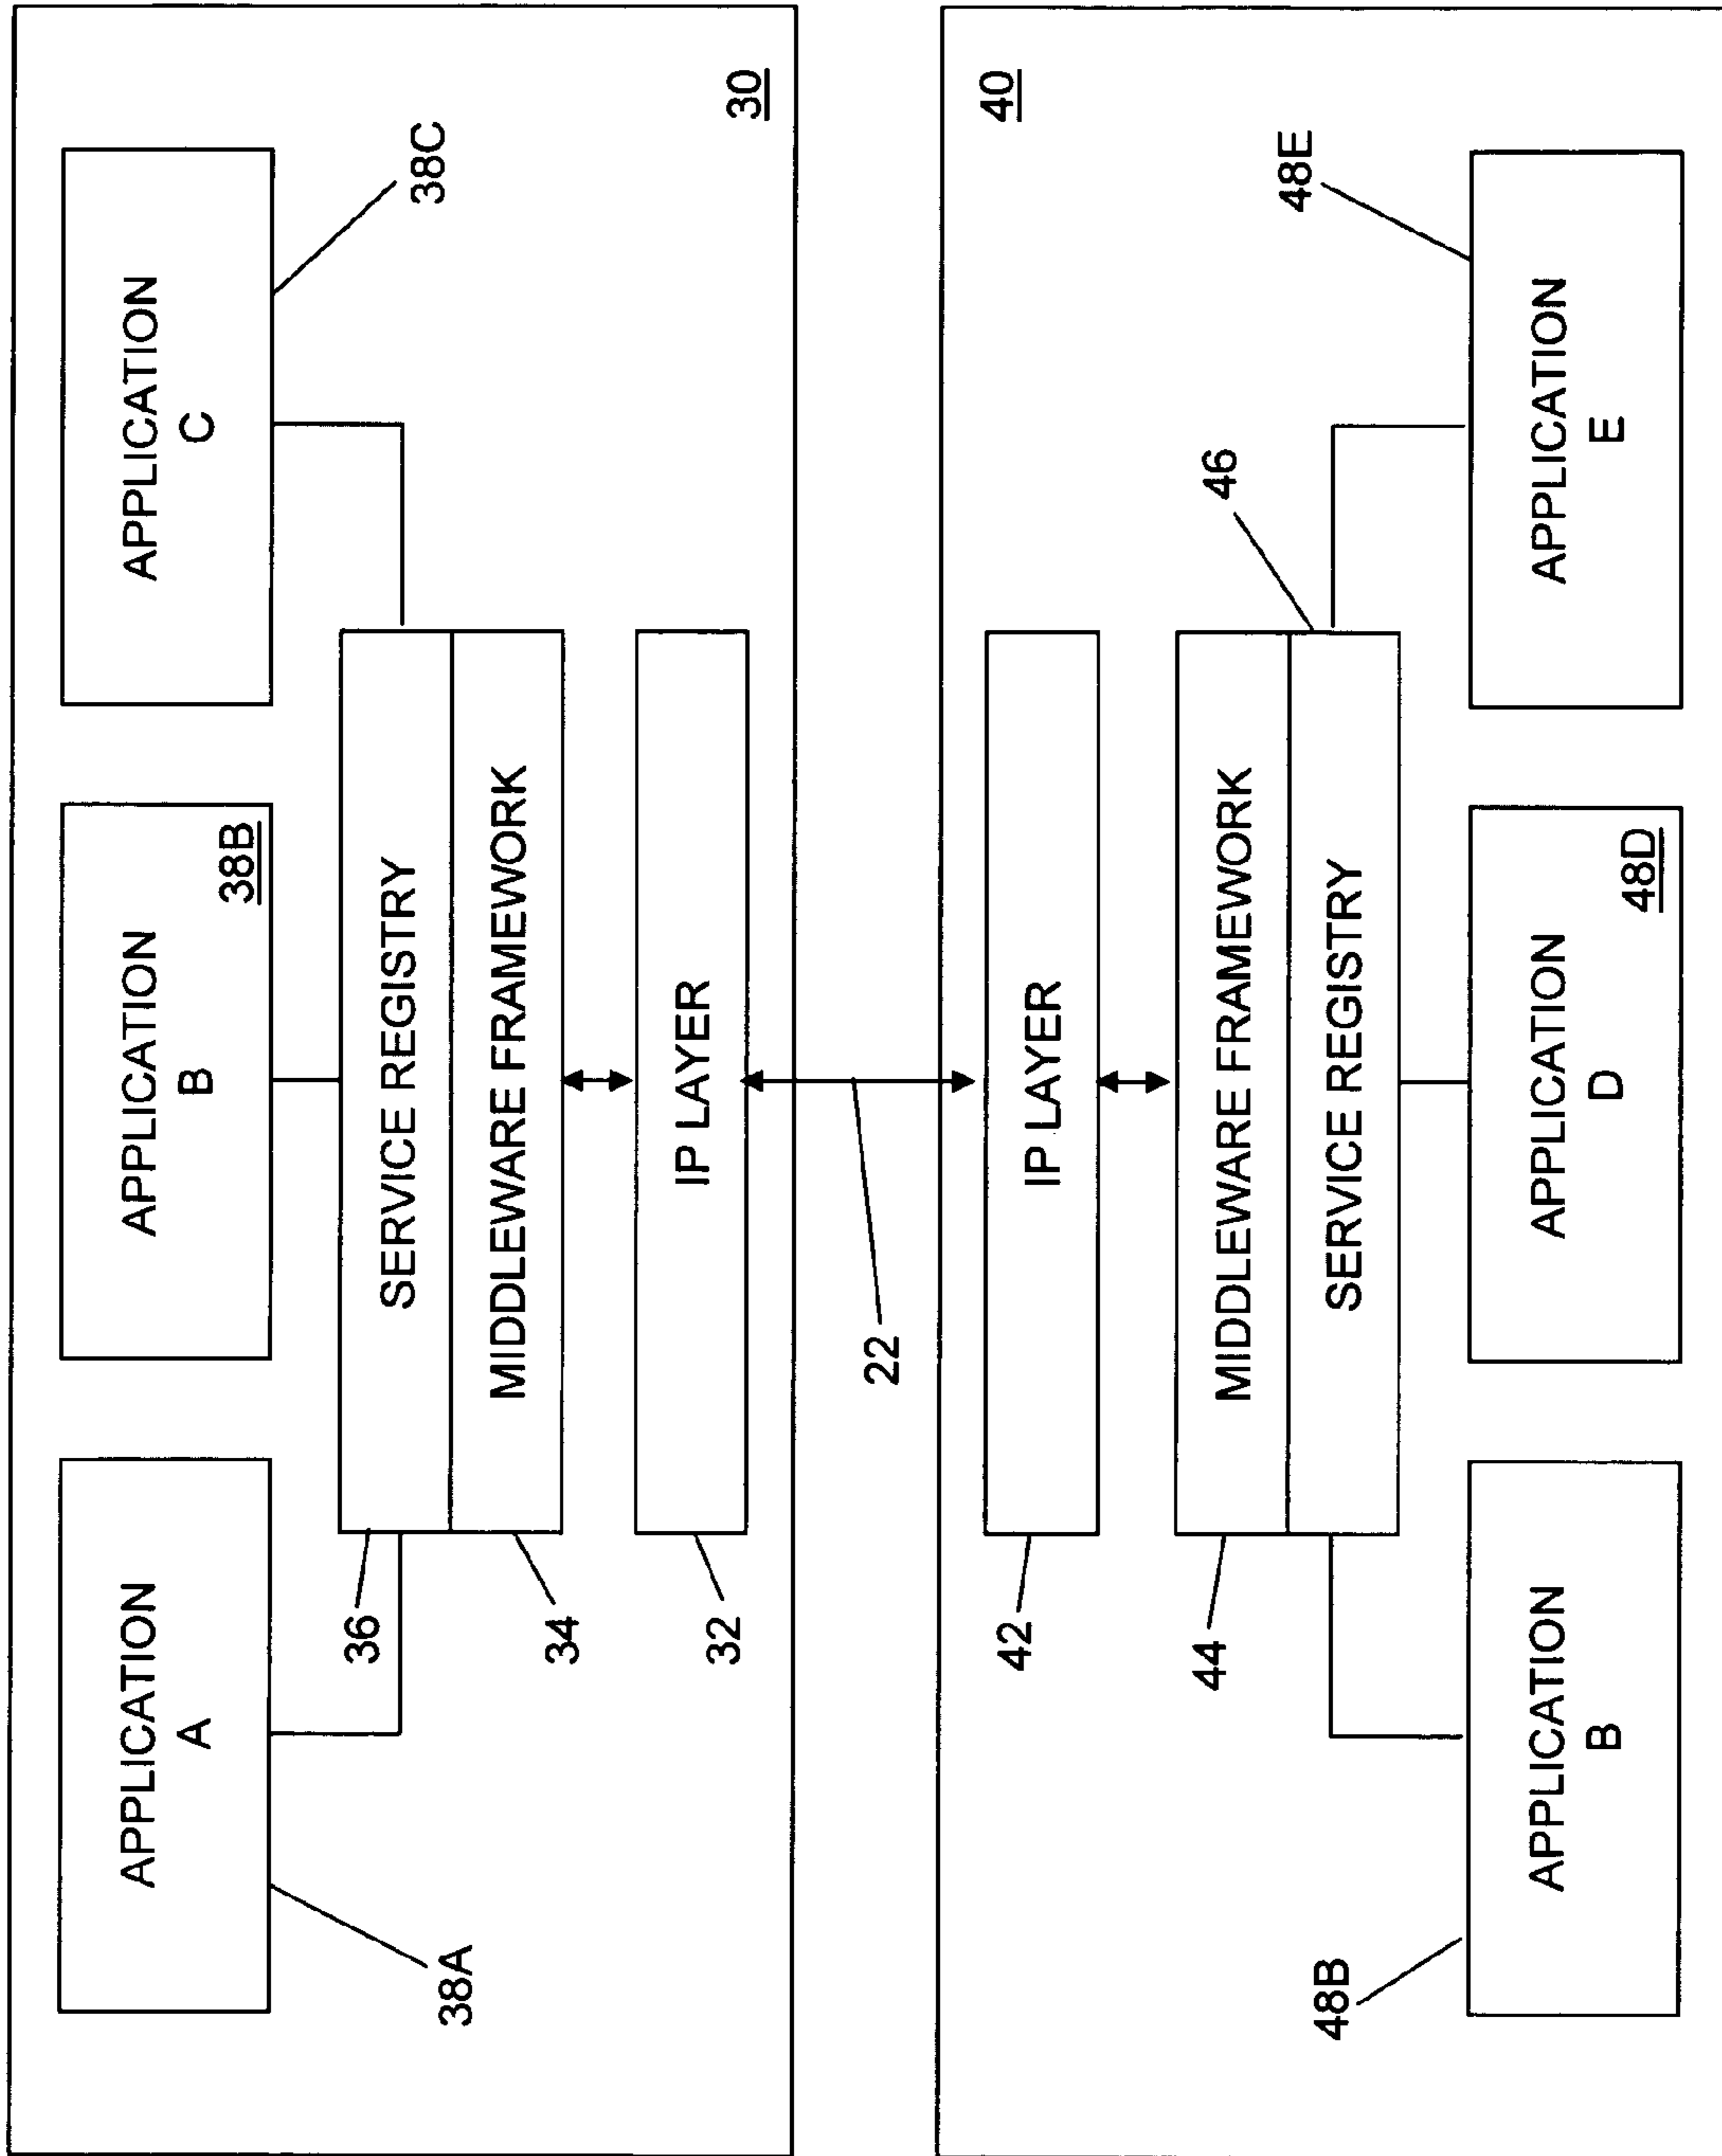 APPLICATION
A
APPLICATION
B
38B
APPLICATION
C
38A
38C
36
SERVICE REGISTRY
34
MIDDLEWARE FRAMEWORK
32
IP LAYER
30
22
40
42
IP LAYER
44
MIDDLEWARE FRAMEWORK
46
SERVICE REGISTRY
48B
48E
APPLICATION
B
APPLICATION
D
48D
APPLICATION
E